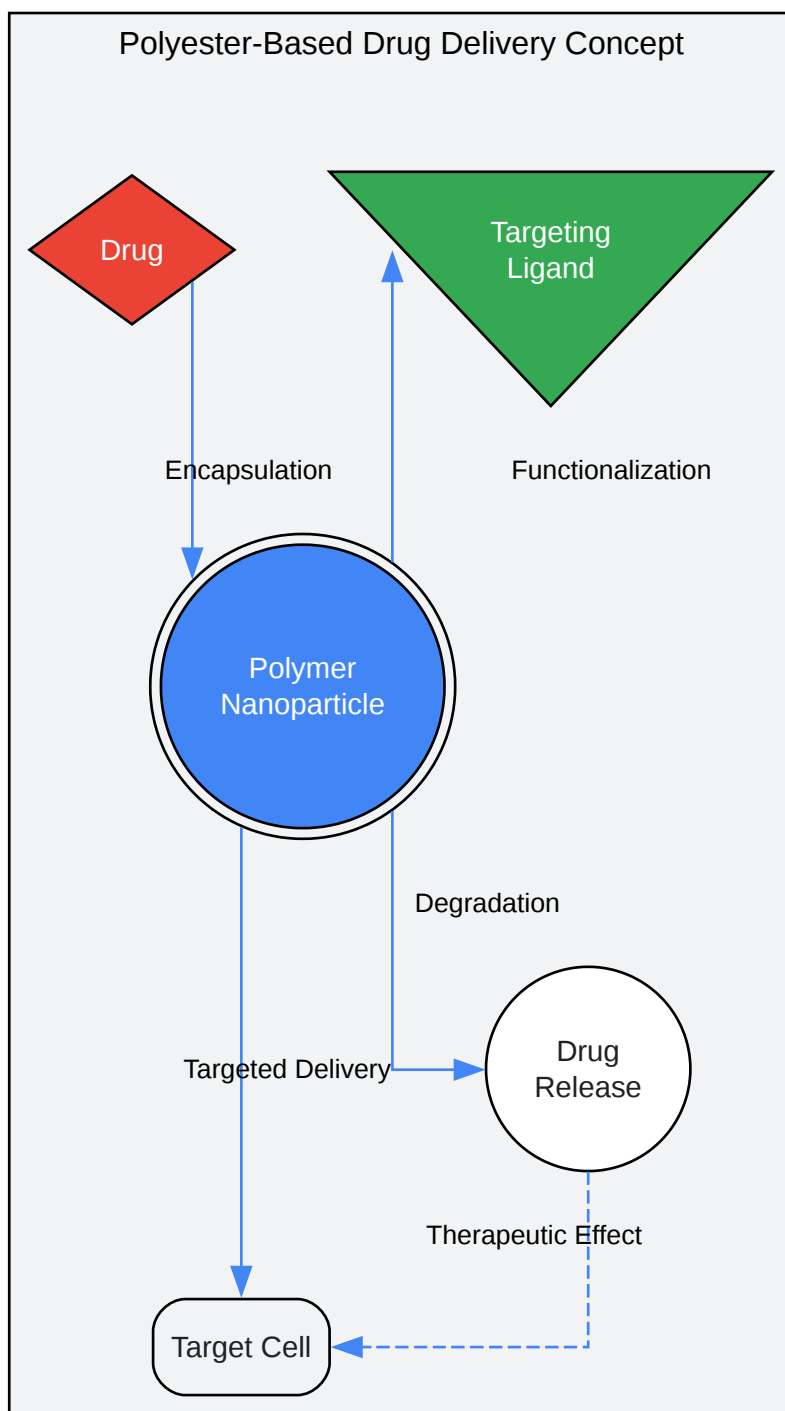 Polyester-Based Drug Delivery Concept
Drug
Targeting
Ligand
Encapsulation
Functionalization
Polymer
Nanoparticle
Degradation
Targeted Delivery
Drug
Release
Therapeutic Effect
Target Cell